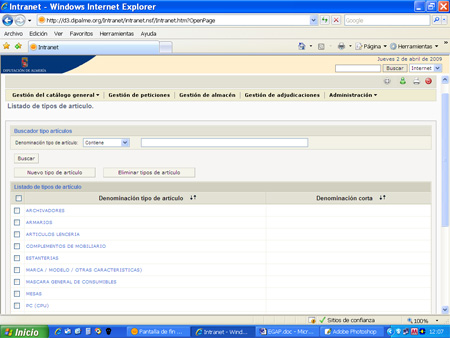 Intranet - Windows Internet Explorer
http://d3.dipalme.org/Intranet/intranet.nsf/Intranet.htm?OpenPage
Google
Archivo Edición Ver Favoritos Herramientas Ayuda
Intranet
Página Herramientas
Jueves 2 de abril de 2009
DIPUTACIÓN DE ALMERÍA
Buscar Internet
Gestión del catálogo general Gestión de peticiones Gestión de almacén Gestión de adjudicaciones Administración
Listado de tipos de artículo.
Buscador tipo artículos
Denominación tipo de artículo: Contiene
Buscar
Nuevo tipo de artículo Eliminar tipos de artículo
Listado de tipos de artículo
Denominación tipo de artículo Denominación corta
ARCHIVADORES
ARMARIOS
ARTICULOS LENCERIA
COMPLEMENTOS DE MOBILIARIO
ESTANTERIAS
MARCA / MODELO / OTRAS CARACTERISTICAS)
MASCARA GENERAL DE CONSUMIBLES
MESAS
PC (CPU)
Sitios de confianza 100%
Inicio Pantalla de fin ... Intranet - Wind... EGAP.doc - Micr... Adobe Photoshop 12:07